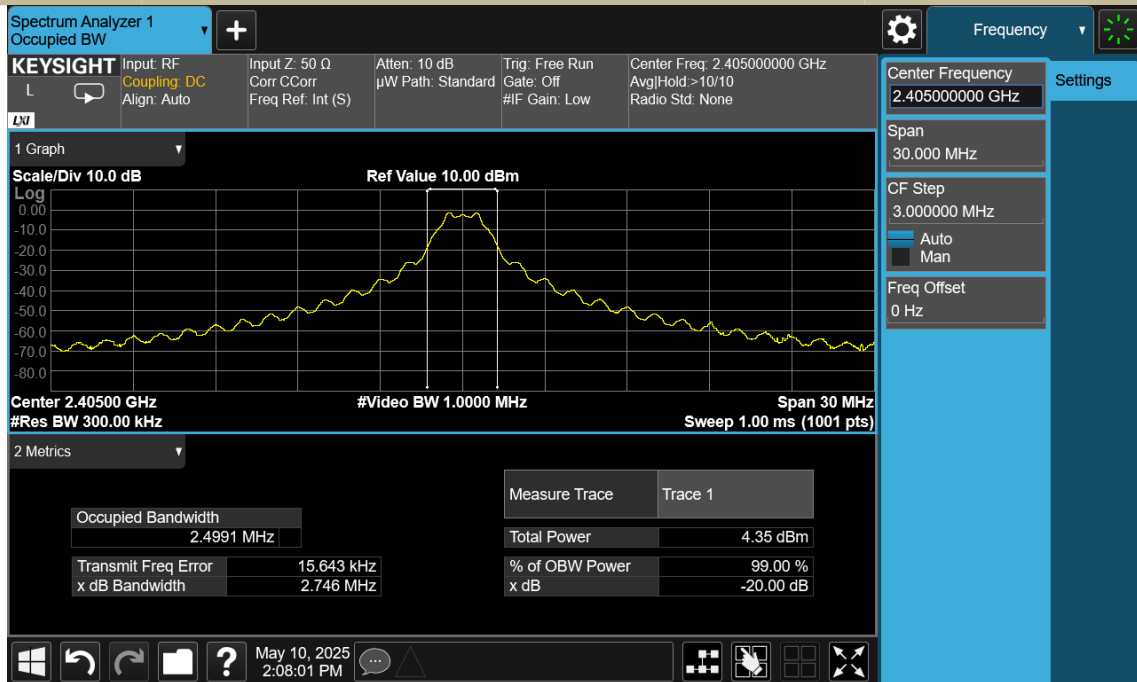 Spectrum Analyzer 1
Occupied BW
Frequency
KEYSIGHT
L
LXI
Input: RF
Coupling: DC
Align: Auto
Input Z: 50 Ω
Corr CCorr
Freq Ref: Int (S)
Atten: 10 dB
µW Path: Standard
Trig: Free Run
Gate: Off
#IF Gain: Low
Center Freq: 2.405000000 GHz
Avg|Hold:>10/10
Radio Std: None
Center Frequency
2.405000000 GHz
Settings
Span
30.000 MHz
CF Step
3.000000 MHz
Auto
Man
Freq Offset
0 Hz
1 Graph
Scale/Div 10.0 dB
Ref Value 10.00 dBm
Log
0.00
-10.0
-20.0
-30.0
-40.0
-50.0
-60.0
-70.0
-80.0
Center 2.40500 GHz
#Video BW 1.0000 MHz
Span 30 MHz
#Res BW 300.00 kHz
Sweep 1.00 ms (1001 pts)
2 Metrics
Measure Trace
Trace 1
Occupied Bandwidth
2.4991 MHz
Total Power
4.35 dBm
Transmit Freq Error
15.643 kHz
% of OBW Power
99.00 %
x dB Bandwidth
2.746 MHz
x dB
-20.00 dB
?
May 10, 2025
2:08:01 PM